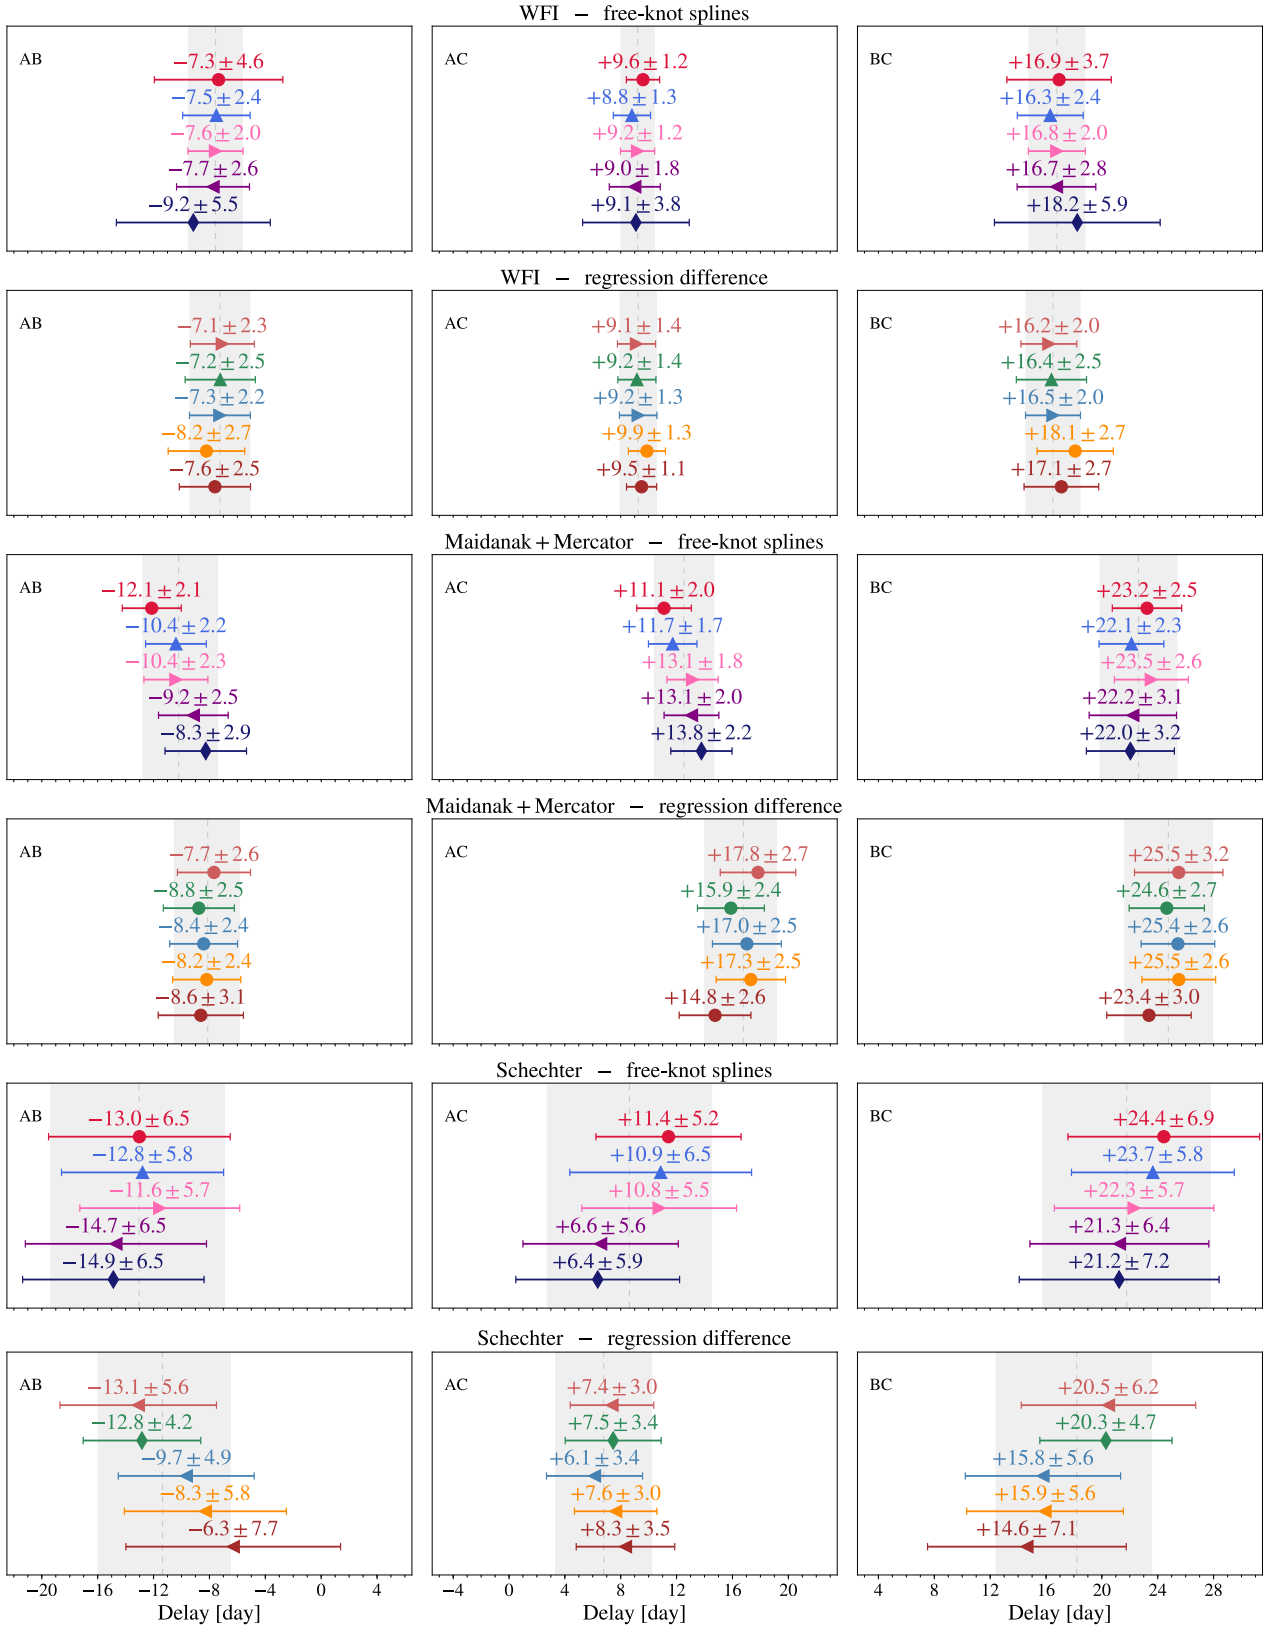 WFI − free-knot splines
AB
−7.3 ± 4.6
−7.5 ± 2.4
−7.6 ± 2.0
−7.7 ± 2.6
−9.2 ± 5.5
AC
+9.6 ± 1.2
+8.8 ± 1.3
+9.2 ± 1.2
+9.0 ± 1.8
+9.1 ± 3.8
BC
+16.9 ± 3.7
+16.3 ± 2.4
+16.8 ± 2.0
+16.7 ± 2.8
+18.2 ± 5.9
WFI − regression difference
AB
−7.1 ± 2.3
−7.2 ± 2.5
−7.3 ± 2.2
−8.2 ± 2.7
−7.6 ± 2.5
AC
+9.1 ± 1.4
+9.2 ± 1.4
+9.2 ± 1.3
+9.9 ± 1.3
+9.5 ± 1.1
BC
+16.2 ± 2.0
+16.4 ± 2.5
+16.5 ± 2.0
+18.1 ± 2.7
+17.1 ± 2.7
Maidanak + Mercator − free-knot splines
AB
−12.1 ± 2.1
−10.4 ± 2.2
−10.4 ± 2.3
−9.2 ± 2.5
−8.3 ± 2.9
AC
+11.1 ± 2.0
+11.7 ± 1.7
+13.1 ± 1.8
+13.1 ± 2.0
+13.8 ± 2.2
BC
+23.2 ± 2.5
+22.1 ± 2.3
+23.5 ± 2.6
+22.2 ± 3.1
+22.0 ± 3.2
Maidanak + Mercator − regression difference
AB
−7.7 ± 2.6
−8.8 ± 2.5
−8.4 ± 2.4
−8.2 ± 2.4
−8.6 ± 3.1
AC
+17.8 ± 2.7
+15.9 ± 2.4
+17.0 ± 2.5
+17.3 ± 2.5
+14.8 ± 2.6
BC
+25.5 ± 3.2
+24.6 ± 2.7
+25.4 ± 2.6
+25.5 ± 2.6
+23.4 ± 3.0
Schechter − free-knot splines
AB
−13.0 ± 6.5
−12.8 ± 5.8
−11.6 ± 5.7
−14.7 ± 6.5
−14.9 ± 6.5
AC
+11.4 ± 5.2
+10.9 ± 6.5
+10.8 ± 5.5
+6.6 ± 5.6
+6.4 ± 5.9
BC
+24.4 ± 6.9
+23.7 ± 5.8
+22.3 ± 5.7
+21.3 ± 6.4
+21.2 ± 7.2
Schechter − regression difference
AB
−13.1 ± 5.6
−12.8 ± 4.2
−9.7 ± 4.9
−8.3 ± 5.8
−6.3 ± 7.7
AC
+7.4 ± 3.0
+7.5 ± 3.4
+6.1 ± 3.4
+7.6 ± 3.0
+8.3 ± 3.5
BC
+20.5 ± 6.2
+20.3 ± 4.7
+15.8 ± 5.6
+15.9 ± 5.6
+14.6 ± 7.1
−20 −16 −12 −8 −4 0 4
−4 0 4 8 12 16 20
4 8 12 16 20 24 28
Delay [day]
Delay [day]
Delay [day]